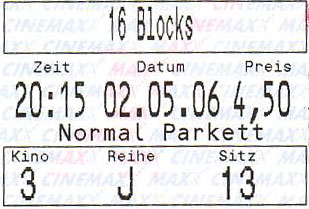 16 Blocks
Zeit Datum Preis
20:15 02.05.06 4,50
Normal Parkett
Kino Reihe Sitz
3 J 13